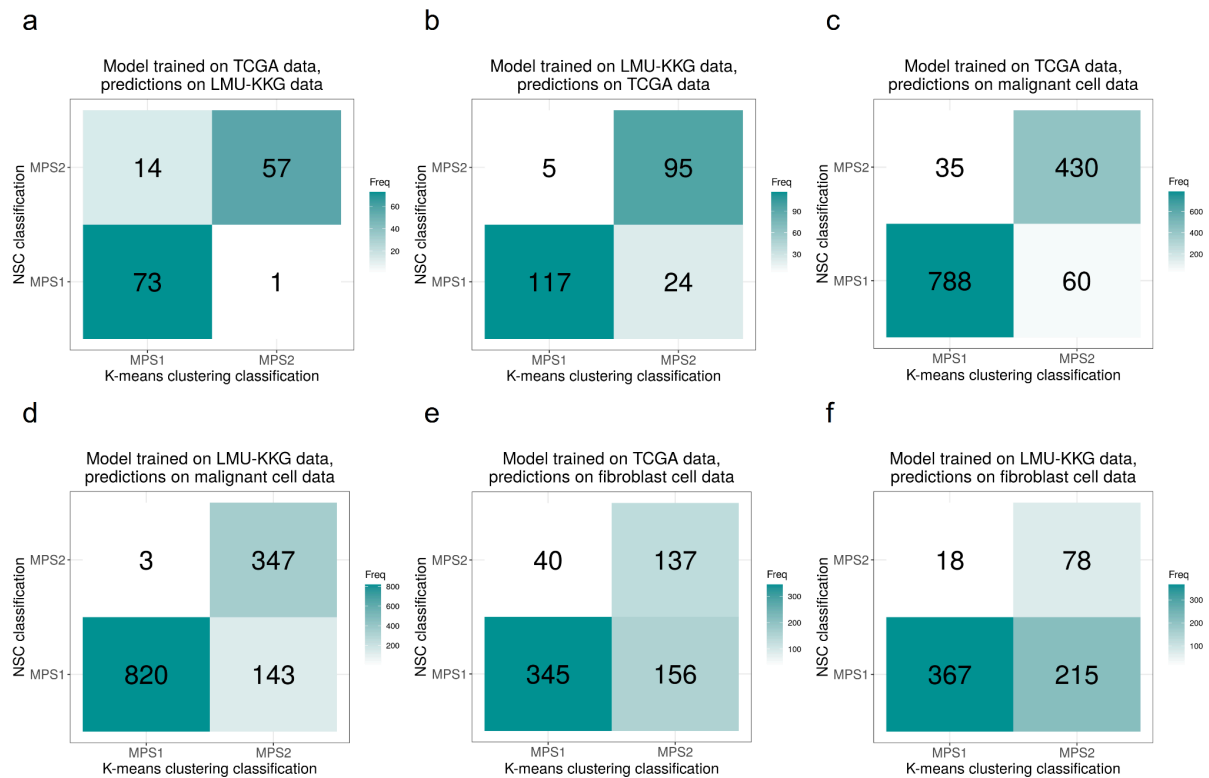 a
Model trained on TCGA data,
predictions on LMU-KKG data
NSC classification
MPS2
MPS1
14
57
73
1
MPS1
MPS2
K-means clustering classification
Freq
60
40
20
b
Model trained on LMU-KKG data,
predictions on TCGA data
NSC classification
MPS2
MPS1
5
95
117
24
MPS1
MPS2
K-means clustering classification
Freq
90
60
30
c
Model trained on TCGA data,
predictions on malignant cell data
NSC classification
MPS2
MPS1
35
430
788
60
MPS1
MPS2
K-means clustering classification
Freq
600
400
200
d
Model trained on LMU-KKG data,
predictions on malignant cell data
NSC classification
MPS2
MPS1
3
347
820
143
MPS1
MPS2
K-means clustering classification
Freq
800
600
400
200
e
Model trained on TCGA data,
predictions on fibroblast cell data
NSC classification
MPS2
MPS1
40
137
345
156
MPS1
MPS2
K-means clustering classification
Freq
300
200
100
f
Model trained on LMU-KKG data,
predictions on fibroblast cell data
NSC classification
MPS2
MPS1
18
78
367
215
MPS1
MPS2
K-means clustering classification
Freq
300
200
100